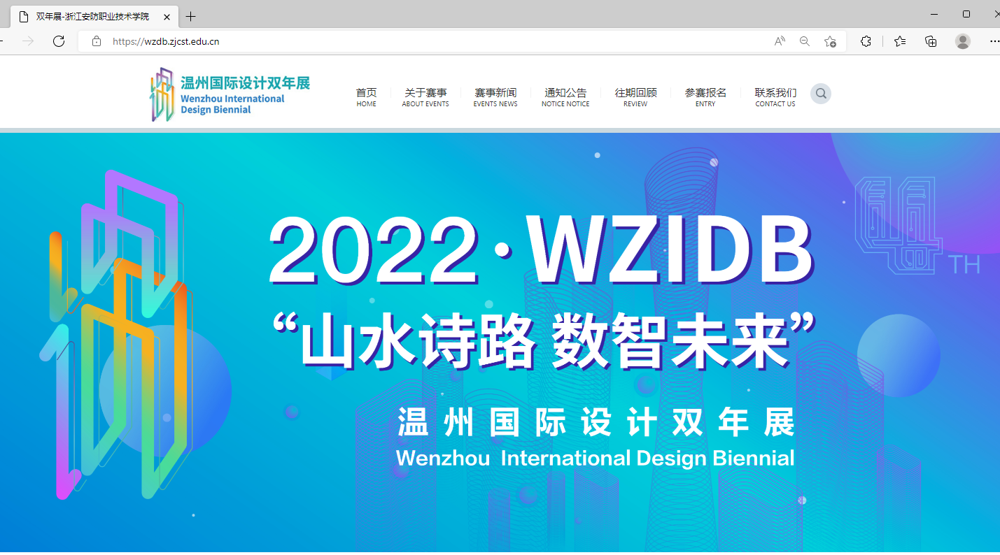 双年展-浙江安防职业技术学院
https://wzdb.zjcst.edu.cn
温州国际设计双年展
Wenzhou International
Design Biennial
首页
HOME
关于赛事
ABOUT EVENTS
赛事新闻
EVENTS NEWS
通知公告
NOTICE NOTICE
往期回顾
REVIEW
参赛报名
ENTRY
联系我们
CONTACT US
4TH
2022·WZIDB
“山水诗路 数智未来”
温州国际设计双年展
Wenzhou International Design Biennial